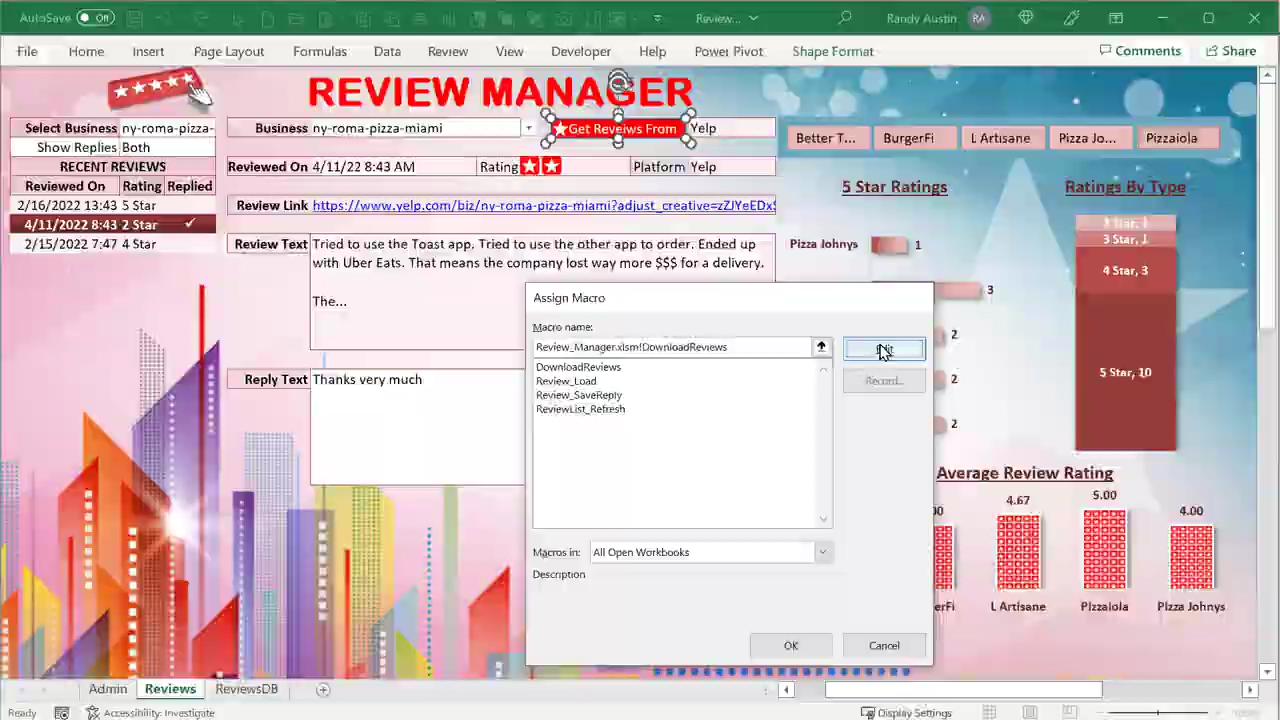 AutoSave Off Review... Randy Austin RA
File Home Insert Page Layout Formulas Data Review View Developer Help Power Pivot Shape Format Comments Share
REVIEW MANAGER
Select Business ny-roma-pizza-
Show Replies Both
RECENT REVIEWS
Reviewed On Rating Replied
2/16/2022 13:43 5 Star
4/11/2022 8:43 2 Star ✓
2/15/2022 7:47 4 Star
Business ny-roma-pizza-miami Get Reveiws From Yelp
Reviewed On 4/11/22 8:43 AM Rating Platform Yelp
Review Link https://www.yelp.com/biz/ny-roma-pizza-miami?adjust_creative=zZJYeEDx
Review Text Tried to use the Toast app. Tried to use the other app to order. Ended up
with Uber Eats. That means the company lost way more $$$ for a delivery.
The...
Reply Text Thanks very much
Better T... BurgerFi L Artisane Pizza Jo... Pizzaiola
5 Star Ratings
Pizza Johnys 1
3
2
2
2
Ratings By Type
3 Star, 1
4 Star, 3
5 Star, 10
Average Review Rating
4.67 5.00 4.00
L Artisane Pizzaiola Pizza Johnys
Assign Macro
Macro name:
Review_Manager.xlsm!DownloadReviews
DownloadReviews
Review_Load
Review_SaveReply
ReviewList_Refresh
Edit
Record...
Macros in: All Open Workbooks
Description
OK Cancel
Admin Reviews ReviewsDB
Ready Accessibility: Investigate Display Settings